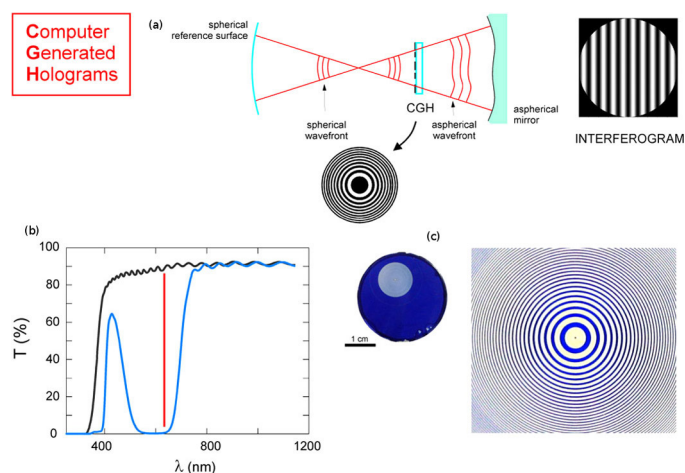 Computer
Generated
Holograms
(a)
spherical
reference surface
spherical
wavefront
CGH
aspherical
wavefront
aspherical
mirror
INTERFEROGRAM
(b)
T (%)
100
80
60
40
20
0
400
800
1200
λ (nm)
(c)
1 cm